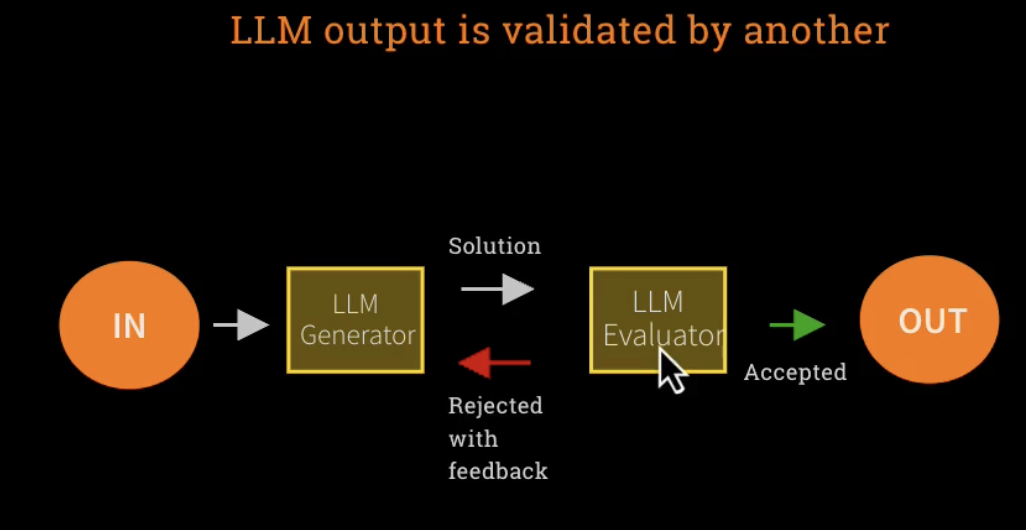 LLM output is validated by another
IN
LLM
Generator
Solution
Rejected
with
feedback
LLM
Evaluator
Accepted
OUT